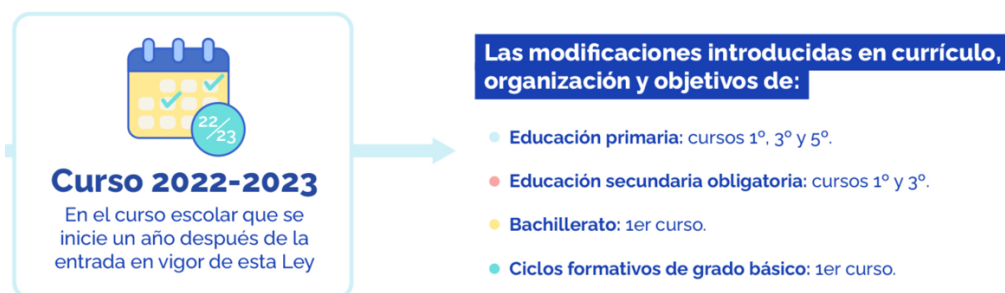 22/23
Curso 2022-2023
En el curso escolar que se
inicie un año después de la
entrada en vigor de esta Ley
Las modificaciones introducidas en currículo,
organización y objetivos de:
Educación primaria: cursos 1º, 3º y 5º.
Educación secundaria obligatoria: cursos 1º y 3º.
Bachillerato: 1er curso.
Ciclos formativos de grado básico: 1er curso.